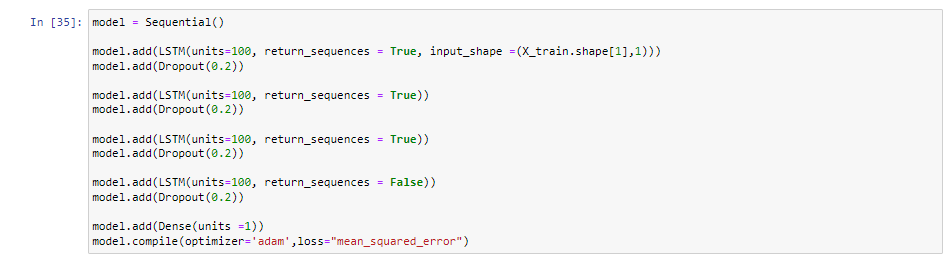 In [35]: model = Sequential()
model.add(LSTM(units=100, return_sequences = True, input_shape =(X_train.shape[1],1)))
model.add(Dropout(0.2))
model.add(LSTM(units=100, return_sequences = True))
model.add(Dropout(0.2))
model.add(LSTM(units=100, return_sequences = True))
model.add(Dropout(0.2))
model.add(LSTM(units=100, return_sequences = False))
model.add(Dropout(0.2))
model.add(Dense(units =1))
model.compile(optimizer='adam',loss="mean_squared_error")